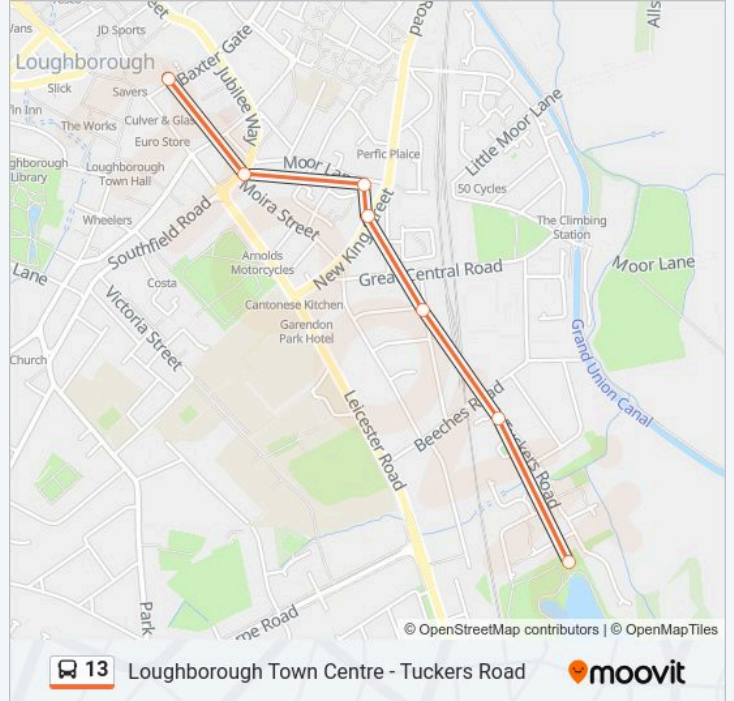 JD Sports
Loughborough
Baxter Gate
Jubilee Way
Slick
Savers
The Works
Culver & Glas
Euro Store
Loughborough
Town Hall
Library
Moor Lane
Perfic Plaice
Little Moor Lane
50 Cycles
The Climbing
Station
Moor Lane
Moira Street
New King Street
Wheelers
Southfield Road
Arnolds
Motorcycles
Great Central Road
Lane
Costa
Cantonese Kitchen
Garendon
Park Hotel
Victoria Street
Church
Grand Union Canal
Leicester Road
Beeches Road
Tuckers Road
Park
rpe Road
Road
Alls
© OpenStreetMap contributors | © OpenMapTiles
13 Loughborough Town Centre - Tuckers Road
moovit